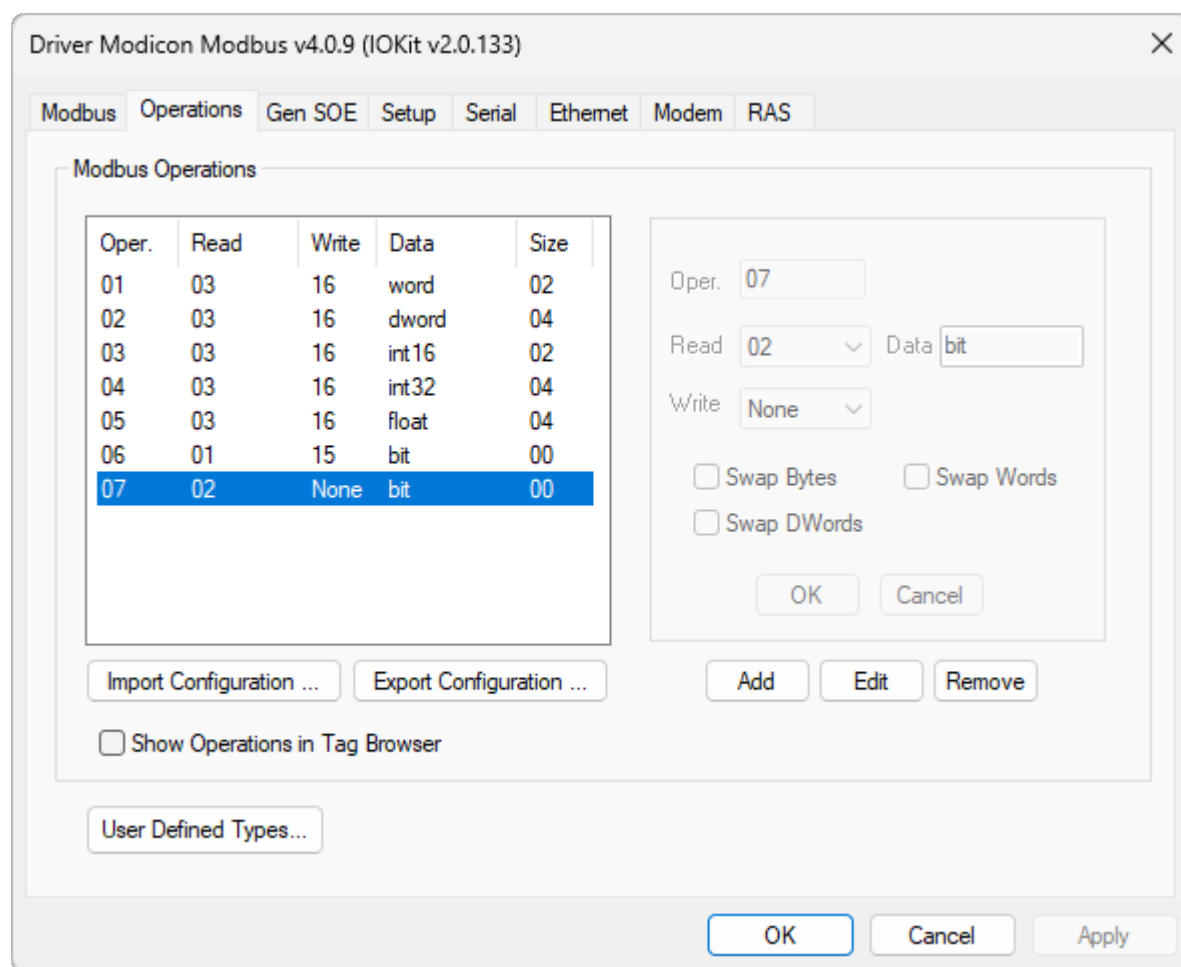 Driver Modicon Modbus v4.0.9 (IOKit v2.0.133)
Modbus Operations Gen SOE Setup Serial Ethernet Modem RAS
Modbus Operations
Oper. Read Write Data Size
01 03 16 word 02
02 03 16 dword 04
03 03 16 int16 02
04 03 16 int32 04
05 03 16 float 04
06 01 15 bit 00
07 02 None bit 00
Oper. 07
Read 02 Data bit
Write None
Swap Bytes Swap Words
Swap DWords
OK Cancel
Import Configuration ... Export Configuration ... Add Edit Remove
Show Operations in Tag Browser
User Defined Types...
OK Cancel Apply